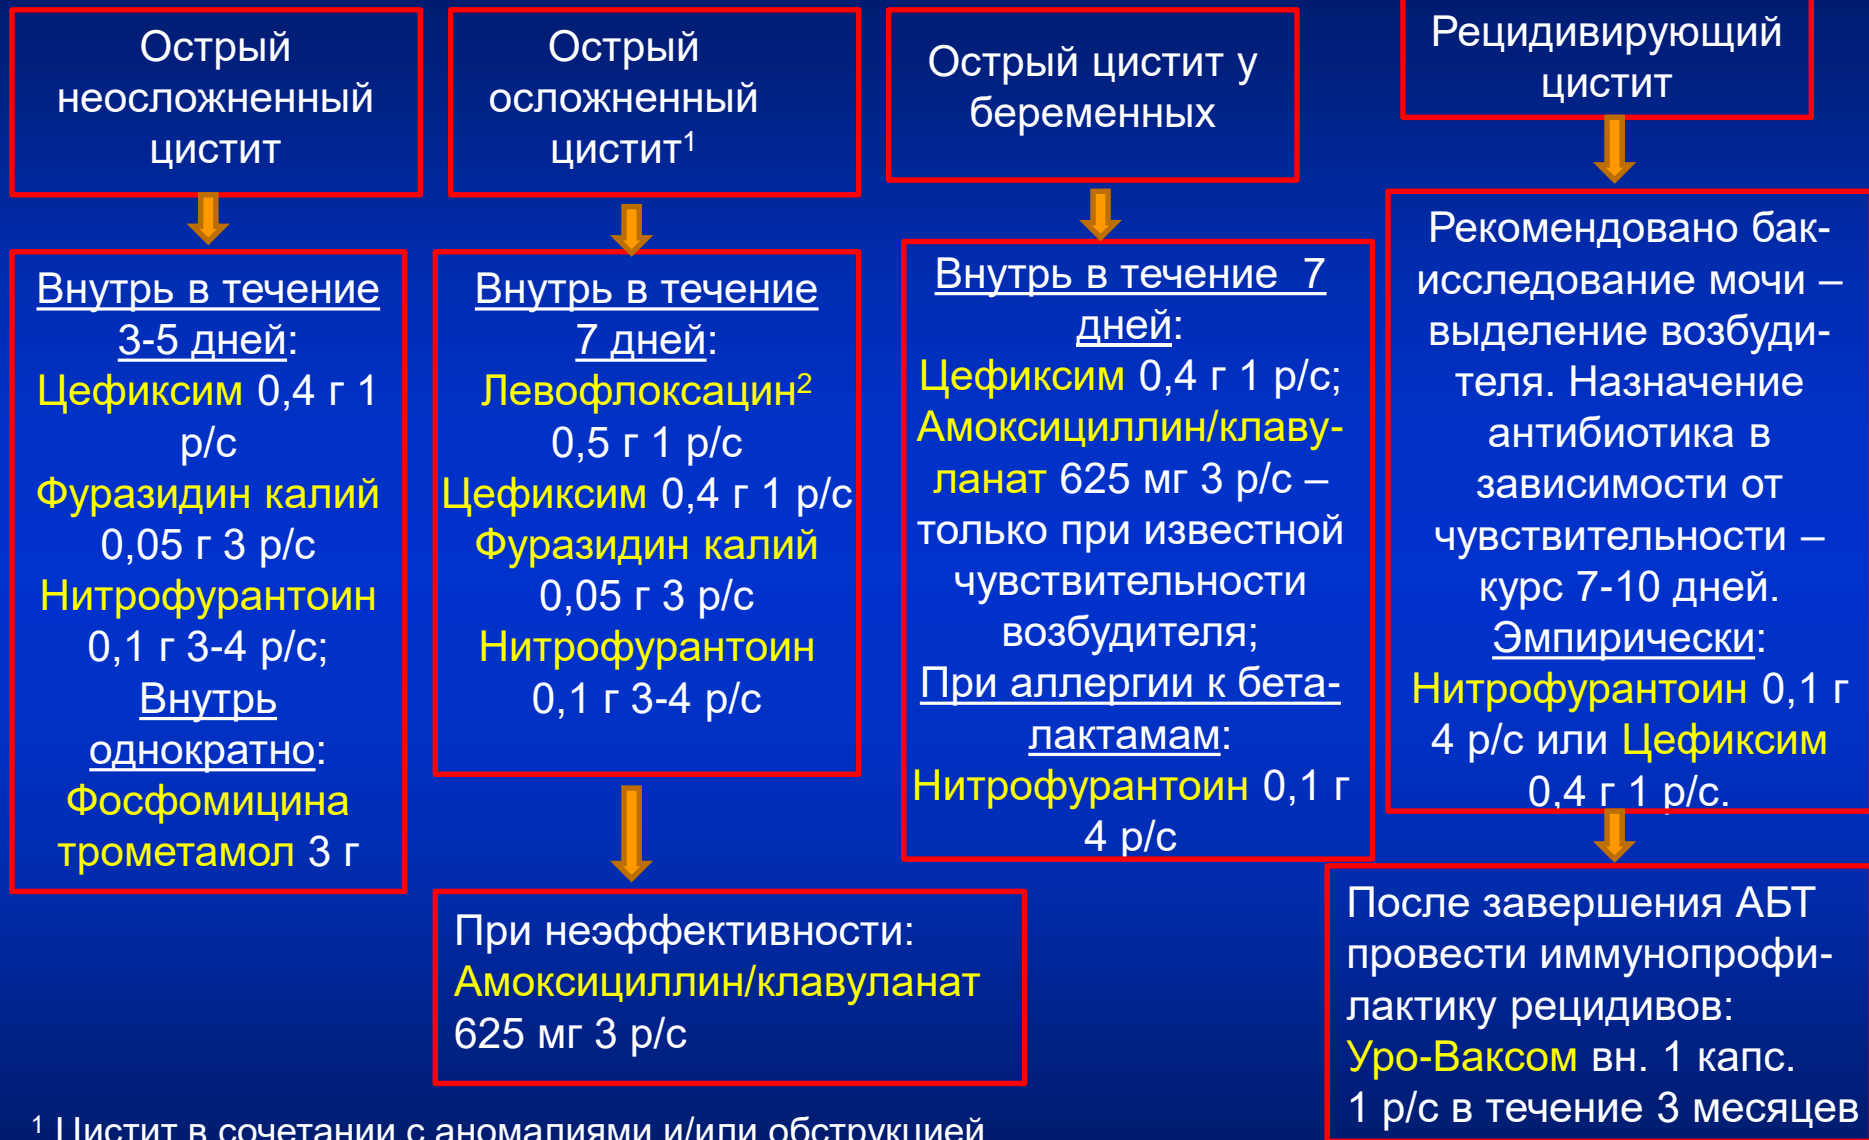 Острый
неосложненный
цистит
Внутрь в течение
3-5 дней:
Цефиксим 0,4 г 1
р/с
Фуразидин калий
0,05 г 3 р/с
Нитрофурантоин
0,1 г 3-4 р/с;
Внутрь
однократно:
Фосфомицина
трометамол 3 г
Острый
осложненный
цистит¹
Внутрь в течение
7 дней:
Левофлоксацин²
0,5 г 1 р/с
Цефиксим 0,4 г 1 р/с
Фуразидин калий
0,05 г 3 р/с
Нитрофурантоин
0,1 г 3-4 р/с
При неэффективности:
Амоксициллин/клавуланат
625 мг 3 р/с
Острый цистит у
беременных
Внутрь в течение 7
дней:
Цефиксим 0,4 г 1 р/с;
Амоксициллин/клаву-
ланат 625 мг 3 р/с –
только при известной
чувствительности
возбудителя;
При аллергии к бета-
лактамам:
Нитрофурантоин 0,1 г
4 р/с
Рецидивирующий
цистит
Рекомендовано бак-
исследование мочи –
выделение возбуди-
теля. Назначение
антибиотика в
зависимости от
чувствительности –
курс 7-10 дней.
Эмпирически:
Нитрофурантоин 0,1 г
4 р/с или Цефиксим
0,4 г 1 р/с.
После завершения АБТ
провести иммунопрофи-
лактику рецидивов:
Уро-Ваксом вн. 1 капс.
1 р/с в течение 3 месяцев
¹ Цистит в сочетании с аномалиями и/или обструкцией